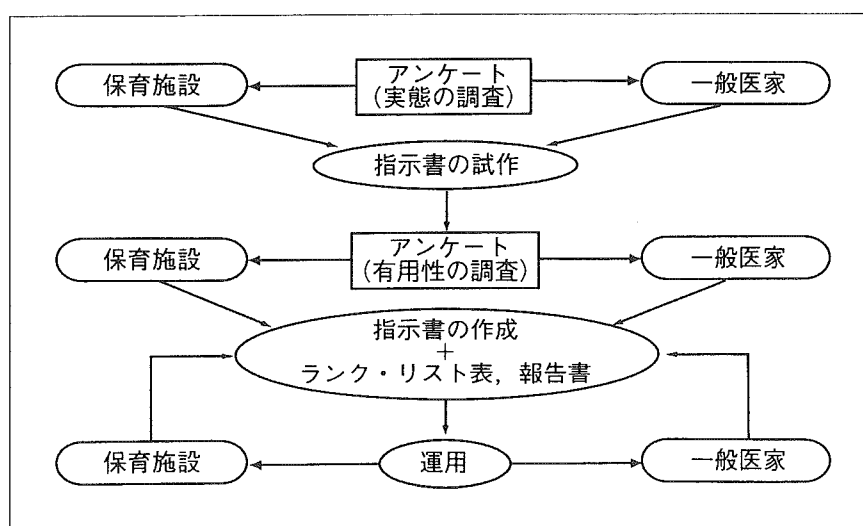 アンケート
(実態の調査)
保育施設
一般医家
指示書の試作
アンケート
(有用性の調査)
保育施設
一般医家
指示書の作成
+
ランク・リスト表，報告書
保育施設
運用
一般医家